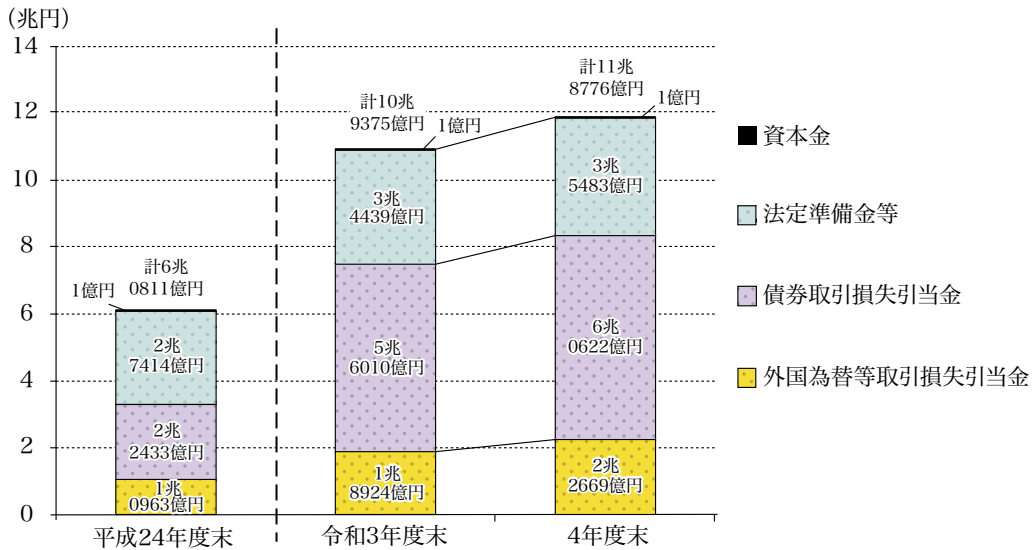 (兆円)
14
12
10
8
6
4
2
0
計6兆
0811億円
1億円
2兆
7414億円
2兆
2433億円
1兆
0963億円
平成24年度末
計10兆
9375億円
1億円
3兆
4439億円
5兆
6010億円
1兆
8924億円
令和3年度末
計11兆
8776億円
1億円
3兆
5483億円
6兆
0622億円
2兆
2669億円
4年度末
資本金
法定準備金等
債券取引損失引当金
外国為替等取引損失引当金